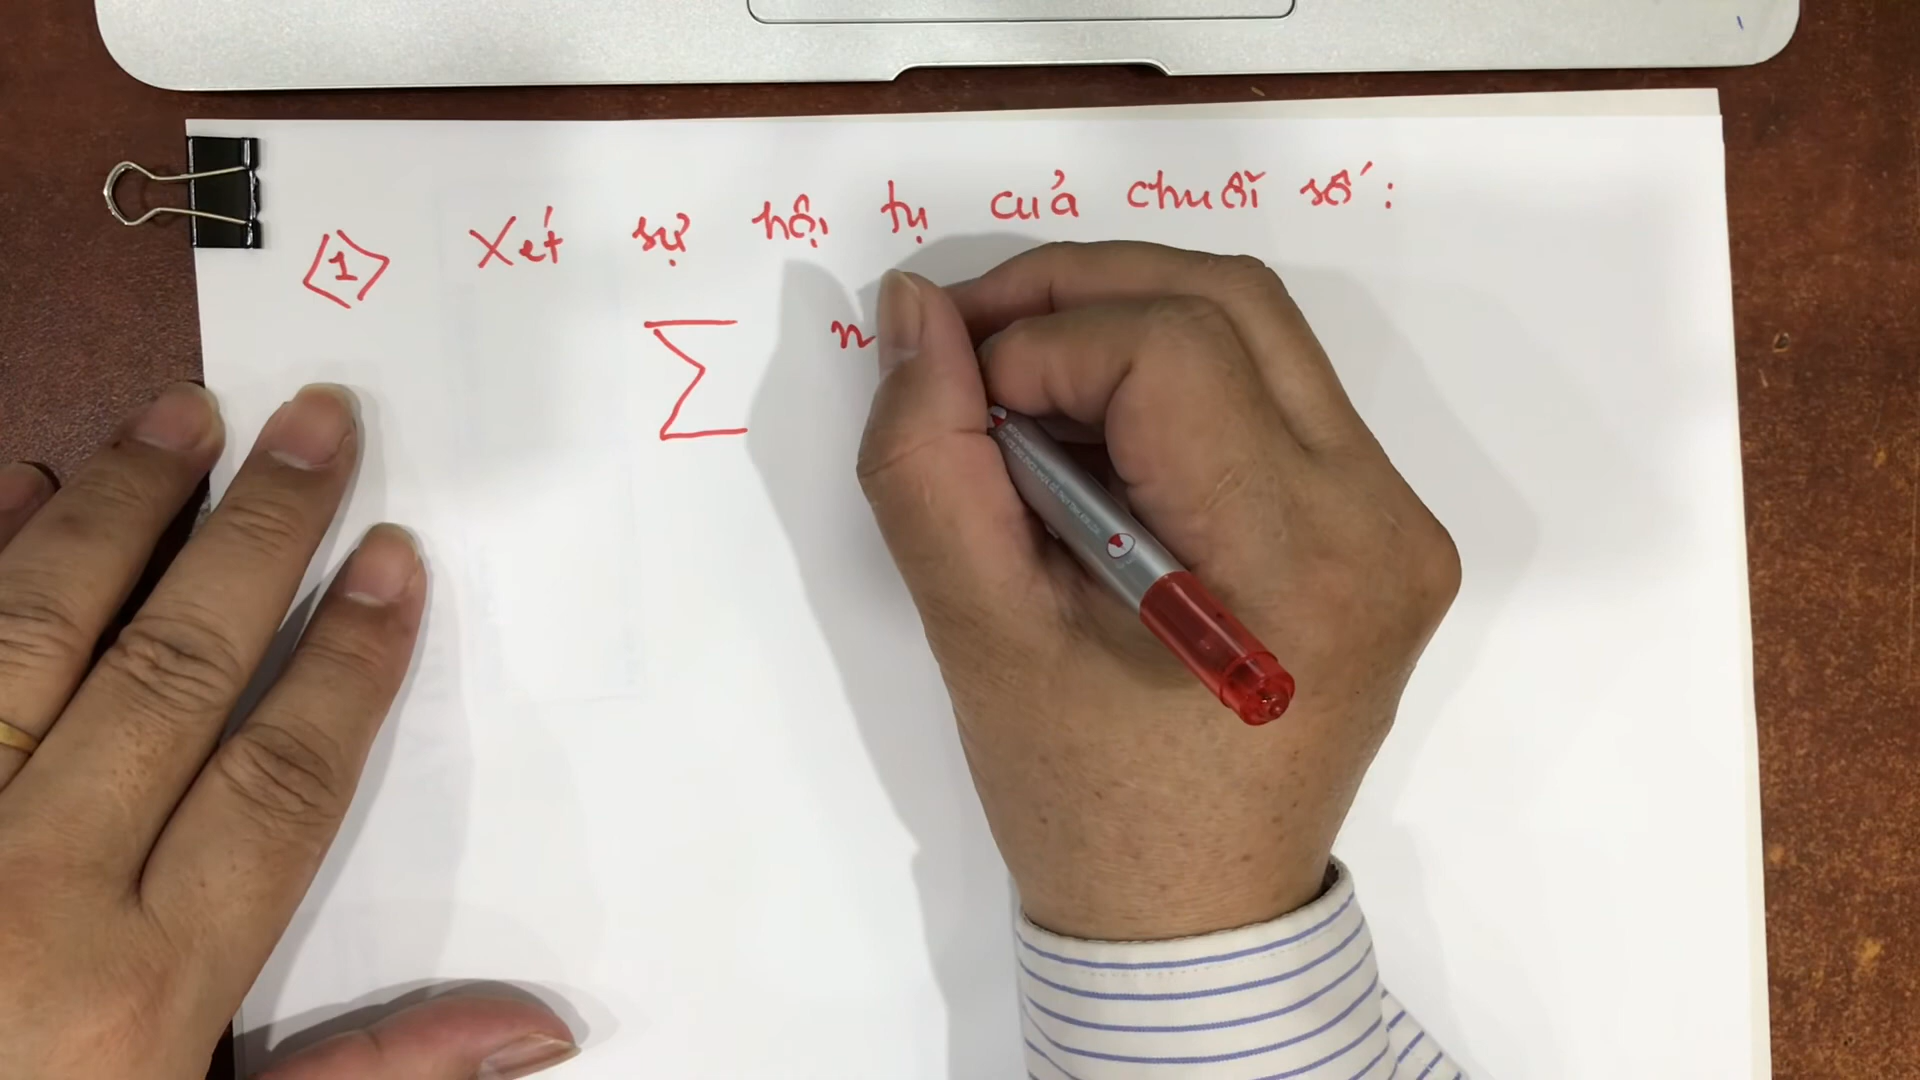 1 Xét sự hội tụ của chuỗi số:
∑ n